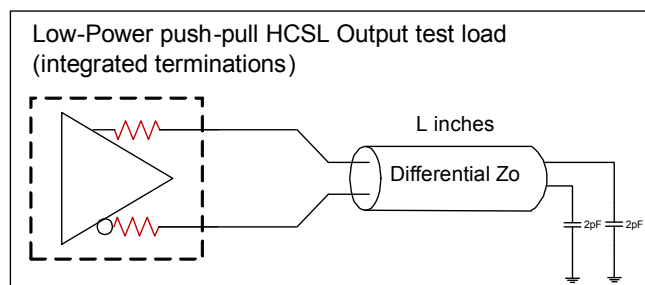 Low-Power push-pull HCSL Output test load
(integrated terminations)
L inches
Differential Zo
2pF 2pF